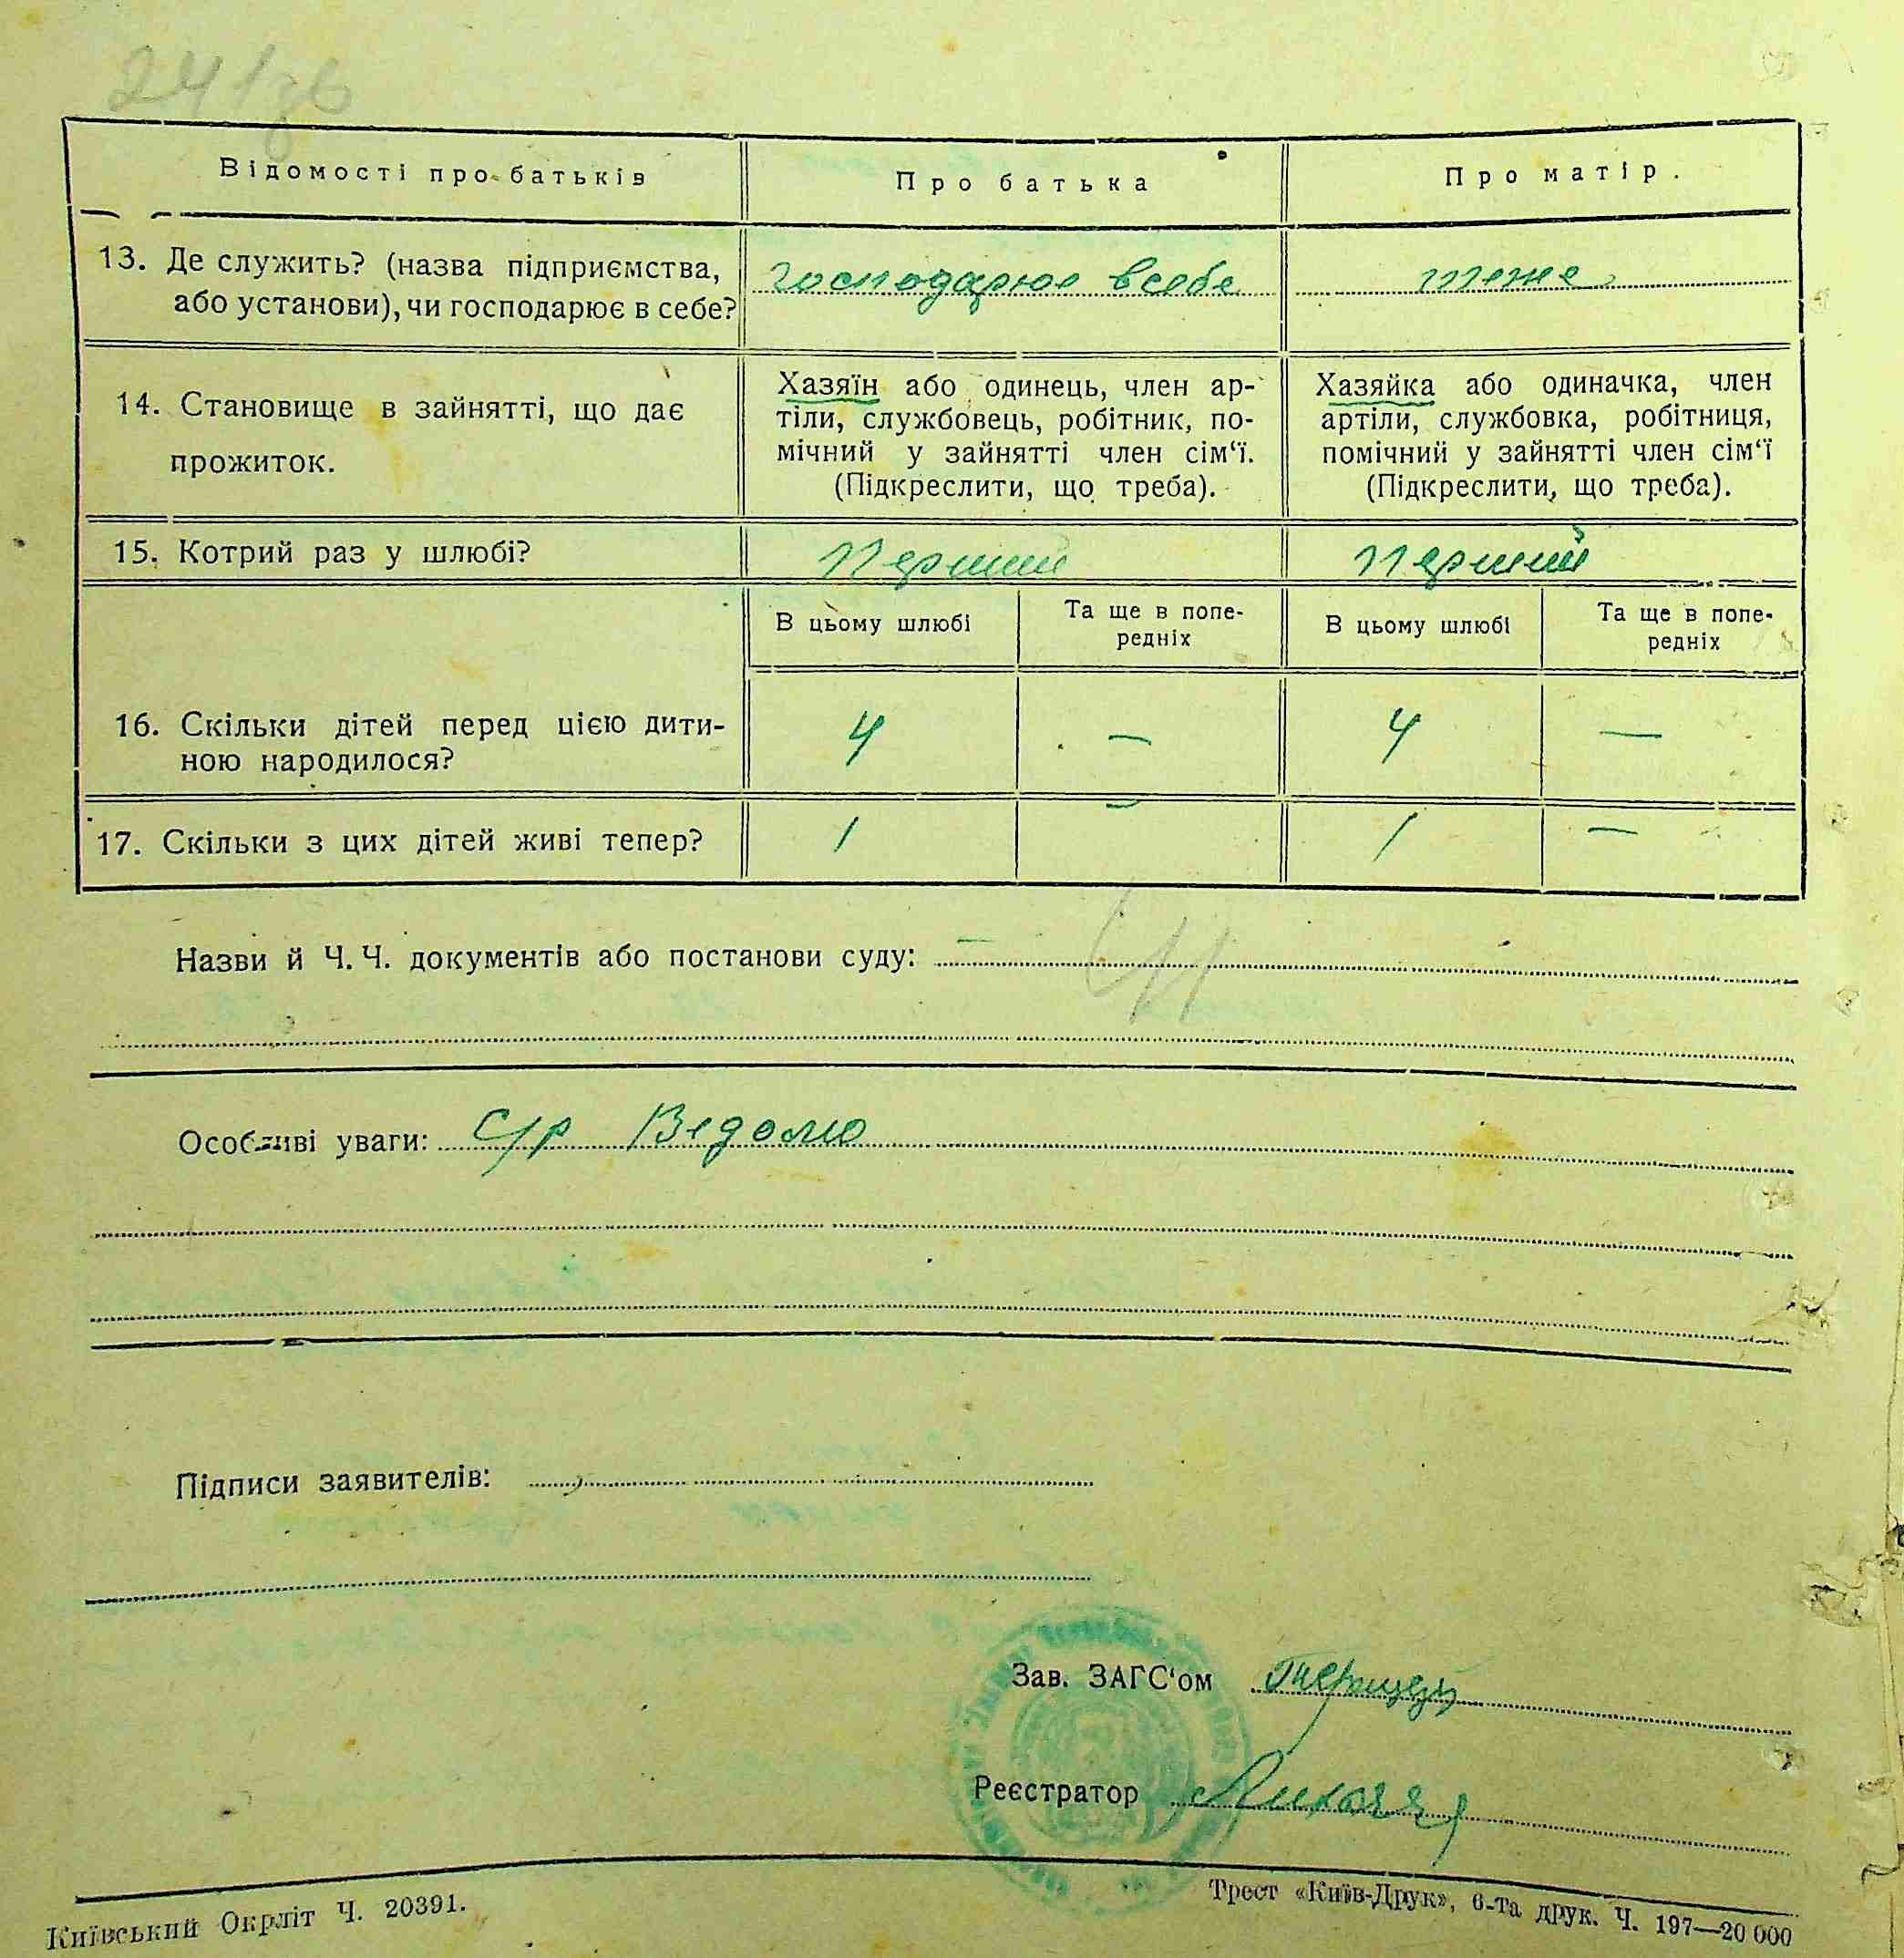 241зв
Відомості про батьків
Про батька
Про матір.
13. Де служить? (назва підприємства,
або установи), чи господарює в себе?
господарює в себе
теже
14. Становище в зайнятті, що дає
прожиток.
Хазяїн або одинець, член ар-
тіли, службовець, робітник, по-
мічний у зайнятті член сім‘ї.
(Підкреслити, що треба).
Хазяйка або одиначка, член
артіли, службовка, робітниця,
помічний у зайнятті член сім‘ї
(Підкреслити, що треба).
15. Котрий раз у шлюбі?
перший
перший
В цьому шлюбі
Та ще в попе-
редніх
В цьому шлюбі
Та ще в попе-
редніх
16. Скільки дітей перед цією дити-
ною народилося?
4
—
4
—
17. Скільки з цих дітей живі тепер?
1
—
1
—
Назви й Ч. Ч. документів або постанови суду: —
Особливі уваги: С/р Відомо
Підписи заявителів:
Зав. ЗАГС‘ом
Реєстратор
Київський Окрліт Ч. 20391.
Трест «Київ-Друк», 6-та друк. Ч. 197—20 000